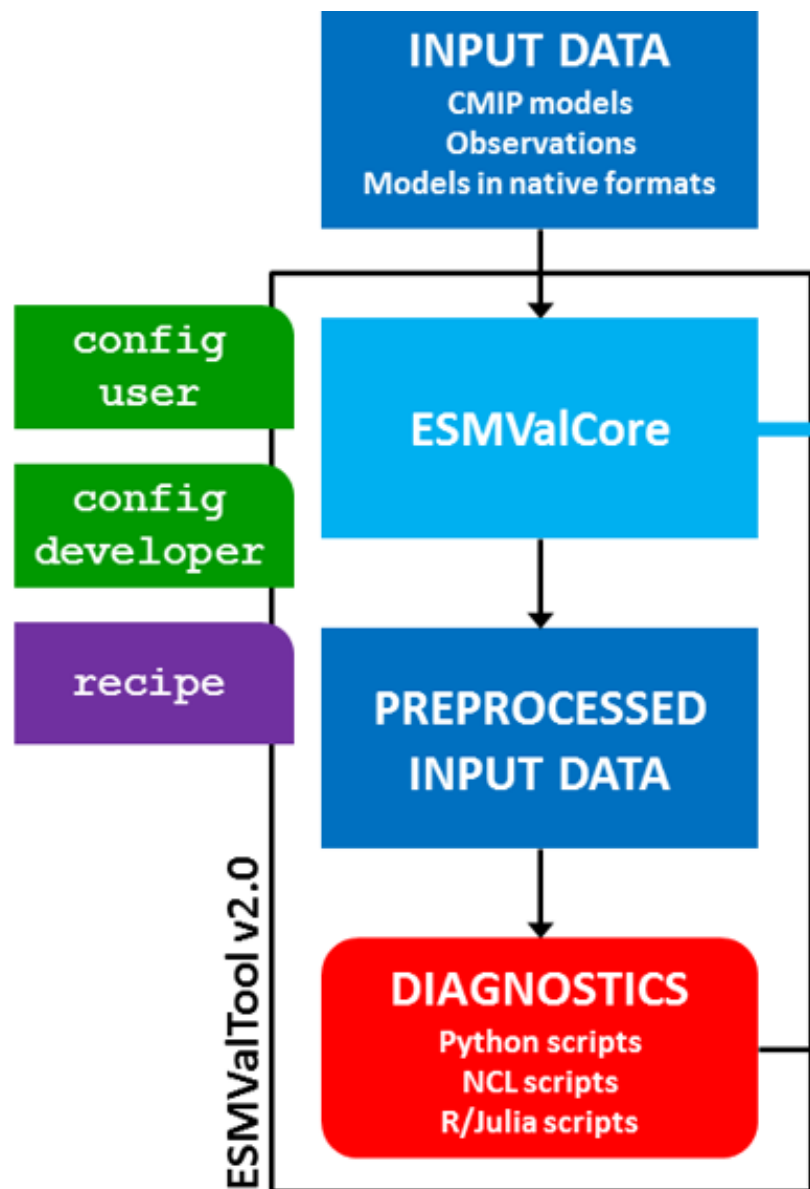 INPUT DATA
CMIP models
Observations
Models in native formats
config
user
ESMValCore
config
developer
recipe
PREPROCESSED
INPUT DATA
ESMValTool v2.0
DIAGNOSTICS
Python scripts
NCL scripts
R/Julia scripts